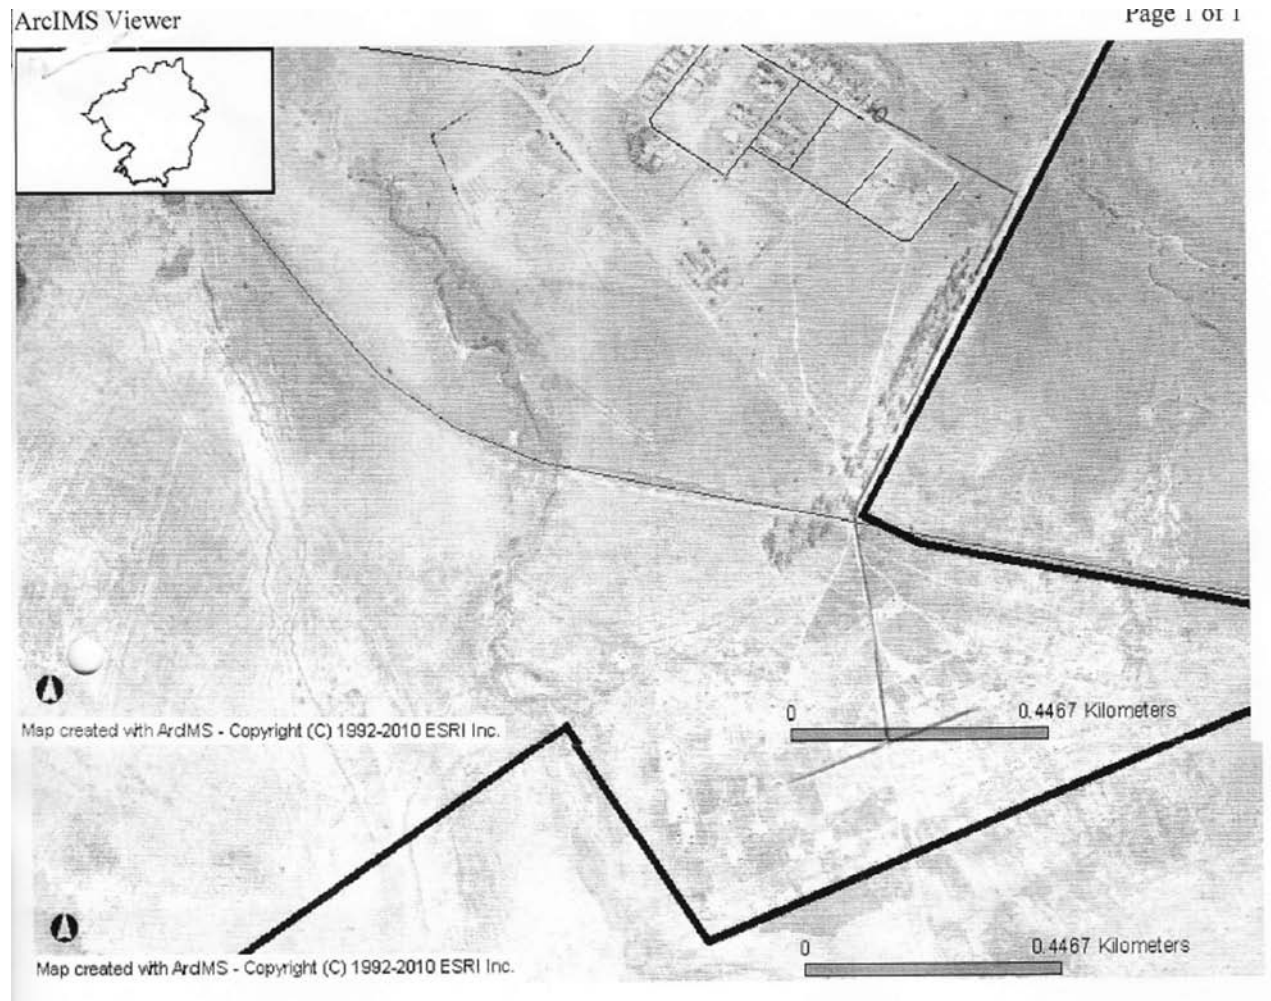 ArcIMS Viewer
Page 1 of 1
0 0.4467 Kilometers
Map created with ArcIMS - Copyright (C) 1992-2010 ESRI Inc.
0 0.4467 Kilometers
Map created with ArcIMS - Copyright (C) 1992-2010 ESRI Inc.